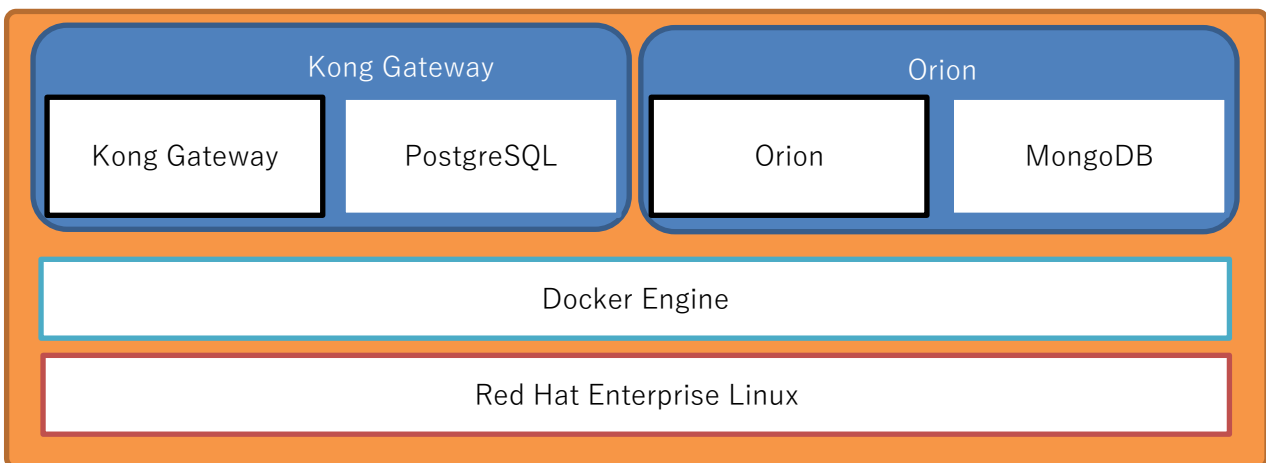 Kong Gateway
Orion
Kong Gateway
PostgreSQL
Orion
MongoDB
Docker Engine
Red Hat Enterprise Linux